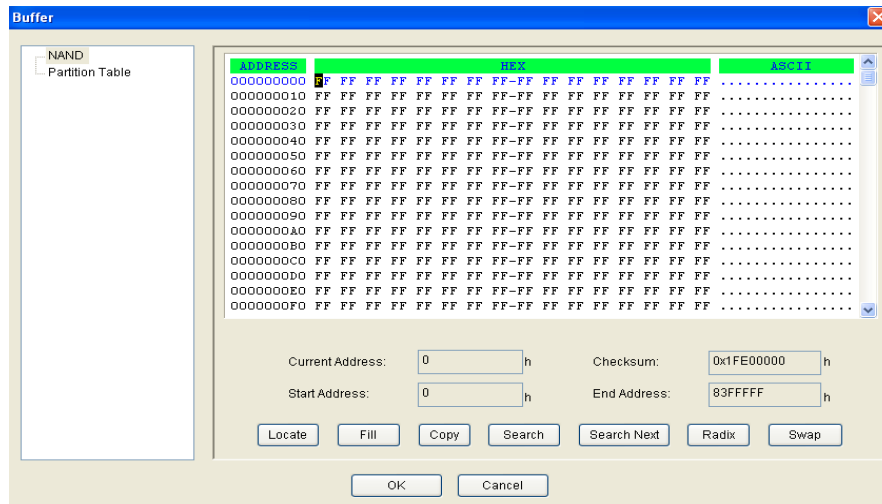 Buffer
NAND
Partition Table
ADDRESS HEX ASCII
000000000 FF FF FF FF FF FF FF FF-FF FF FF FF FF FF FF FF ................
000000010 FF FF FF FF FF FF FF FF-FF FF FF FF FF FF FF FF ................
000000020 FF FF FF FF FF FF FF FF-FF FF FF FF FF FF FF FF ................
000000030 FF FF FF FF FF FF FF FF-FF FF FF FF FF FF FF FF ................
000000040 FF FF FF FF FF FF FF FF-FF FF FF FF FF FF FF FF ................
000000050 FF FF FF FF FF FF FF FF-FF FF FF FF FF FF FF FF ................
000000060 FF FF FF FF FF FF FF FF-FF FF FF FF FF FF FF FF ................
000000070 FF FF FF FF FF FF FF FF-FF FF FF FF FF FF FF FF ................
000000080 FF FF FF FF FF FF FF FF-FF FF FF FF FF FF FF FF ................
000000090 FF FF FF FF FF FF FF FF-FF FF FF FF FF FF FF FF ................
0000000A0 FF FF FF FF FF FF FF FF-FF FF FF FF FF FF FF FF ................
0000000B0 FF FF FF FF FF FF FF FF-FF FF FF FF FF FF FF FF ................
0000000C0 FF FF FF FF FF FF FF FF-FF FF FF FF FF FF FF FF ................
0000000D0 FF FF FF FF FF FF FF FF-FF FF FF FF FF FF FF FF ................
0000000E0 FF FF FF FF FF FF FF FF-FF FF FF FF FF FF FF FF ................
0000000F0 FF FF FF FF FF FF FF FF-FF FF FF FF FF FF FF FF ................
Current Address: 0 h Checksum: 0x1FE00000 h
Start Address: 0 h End Address: 83FFFFF h
Locate Fill Copy Search Search Next Radix Swap
OK Cancel